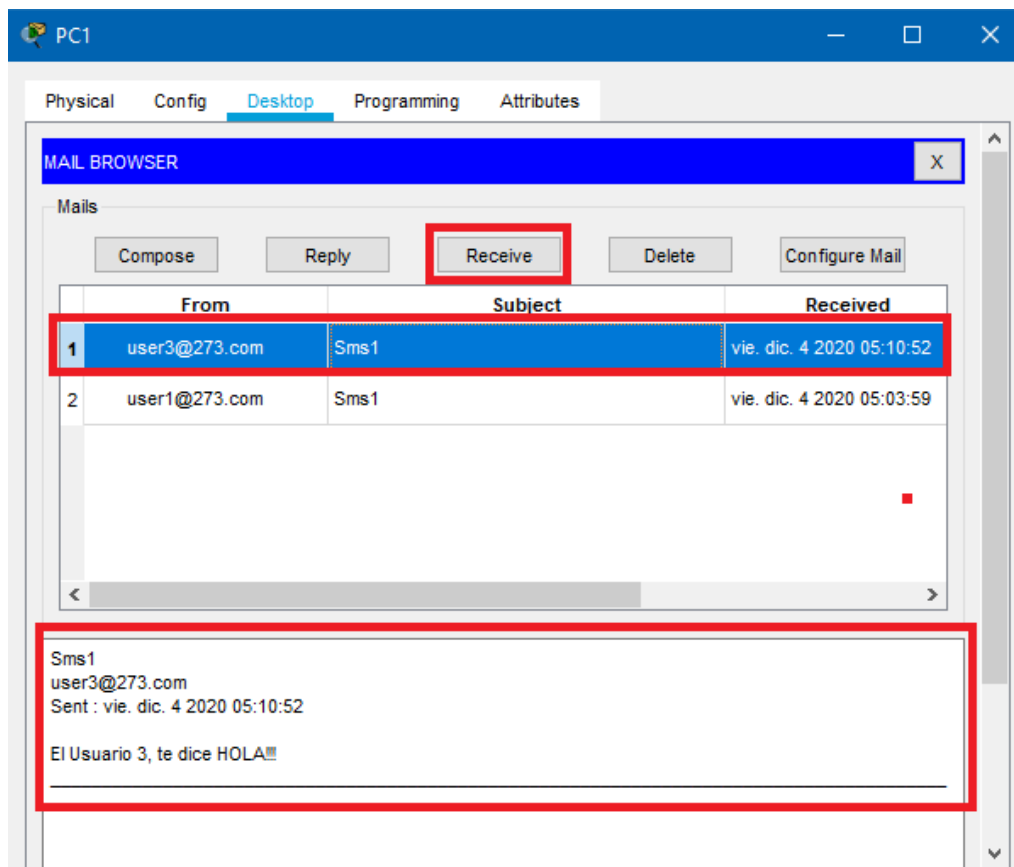 PC1
Physical Config Desktop Programming Attributes
MAIL BROWSER X
Mails
Compose Reply Receive Delete Configure Mail
From Subject Received
1 user3@273.com Sms1 vie. dic. 4 2020 05:10:52
2 user1@273.com Sms1 vie. dic. 4 2020 05:03:59
Sms1
user3@273.com
Sent : vie. dic. 4 2020 05:10:52
El Usuario 3, te dice HOLA!!!